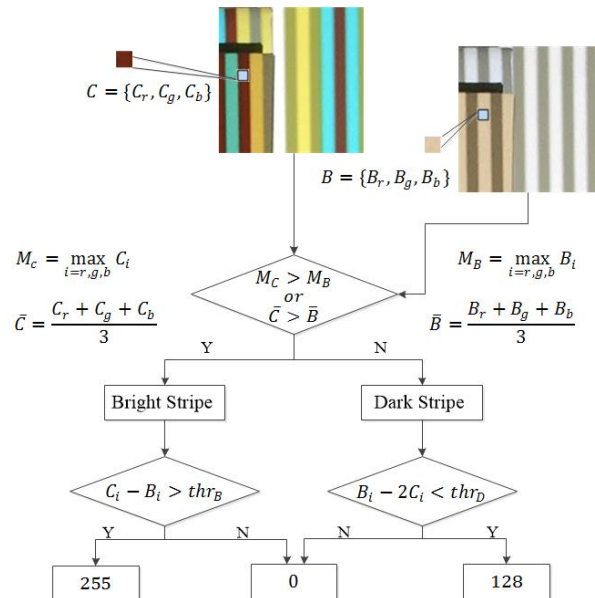 C = {C_r, C_g, C_b}
B = {B_r, B_g, B_b}
M_c = max_{i=r,g,b} C_i
M_C > M_B
or
C̄ > B̄
M_B = max_{i=r,g,b} B_i
C̄ = (C_r + C_g + C_b)/3
B̄ = (B_r + B_g + B_b)/3
Y
N
Bright Stripe
Dark Stripe
C_i − B_i > thr_B
B_i − 2C_i < thr_D
Y
N
N
Y
255
0
128